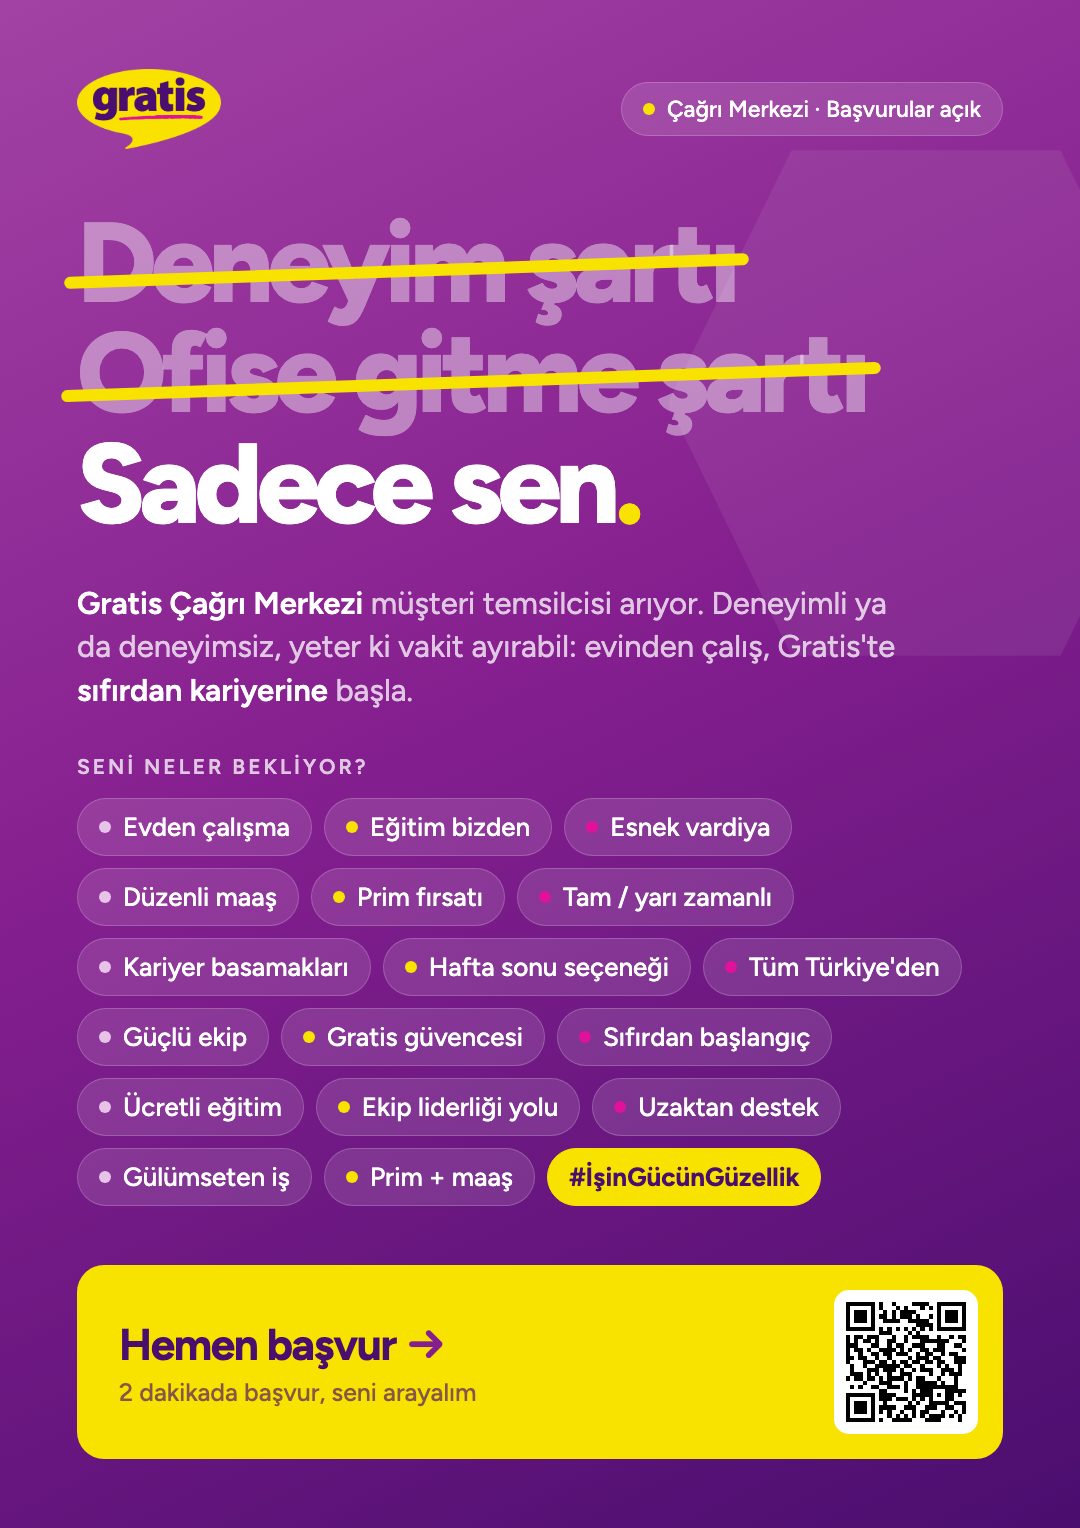 gratis
Çağrı Merkezi · Başvurular açık
Deneyim şartı
Ofise gitme şartı
Sadece sen.
Gratis Çağrı Merkezi müşteri temsilcisi arıyor. Deneyimli ya
da deneyimsiz, yeter ki vakit ayırabil: evinden çalış, Gratis'te
sıfırdan kariyerine başla.
SENİ NELER BEKLİYOR?
Evden çalışma
Eğitim bizden
Esnek vardiya
Düzenli maaş
Prim fırsatı
Tam / yarı zamanlı
Kariyer basamakları
Hafta sonu seçeneği
Tüm Türkiye'den
Güçlü ekip
Gratis güvencesi
Sıfırdan başlangıç
Ücretli eğitim
Ekip liderliği yolu
Uzaktan destek
Gülümseten iş
Prim + maaş
#İşinGücünGüzellik
Hemen başvur →
2 dakikada başvur, seni arayalım